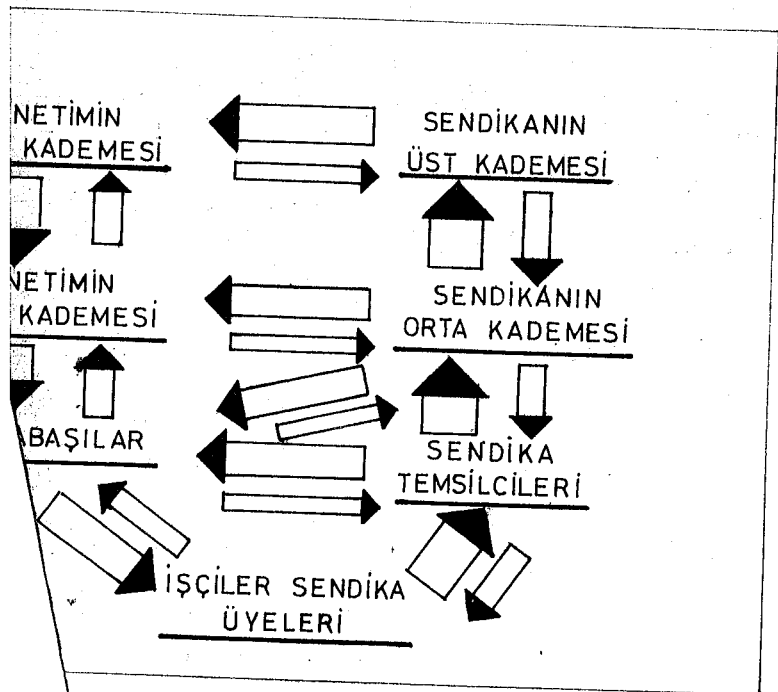 NETİMİN
KADEMESİ
SENDİKANIN
ÜST KADEMESİ
NETİMİN
KADEMESİ
SENDİKANIN
ORTA KADEMESİ
ABAŞILAR
SENDİKA
TEMSİLCİLERİ
İŞÇİLER SENDİKA
ÜYELERİ